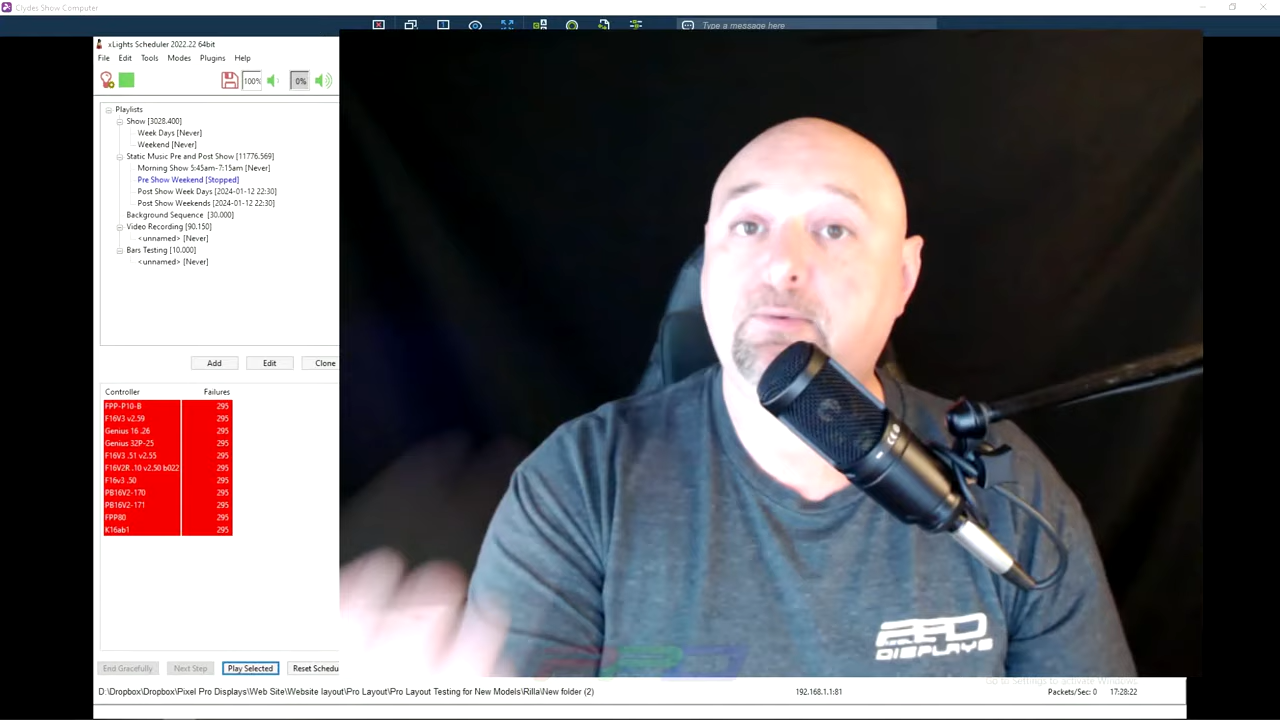 Clydes Show Computer
Type a message here
xLights Scheduler 2022.22 64bit
File Edit Tools Modes Plugins Help
100% 0%
Playlists
Show [3028.400]
Week Days [Never]
Weekend [Never]
Static Music Pre and Post Show [11776.569]
Morning Show 5:45am-7:15am [Never]
Pre Show Weekend [Stopped]
Post Show Week Days [2024-01-12 22:30]
Post Show Weekends [2024-01-12 22:30]
Background Sequence [30.000]
Video Recording [90.150]
<unnamed> [Never]
Bars Testing [10.000]
<unnamed> [Never]
Add Edit Clone
Controller Failures
FPP-P10-B 295
F16V3 v2.59 295
Genius 16 .26 295
Genius 32P-25 295
F16V3 .51 v2.55 295
F16V2R .10 v2.50 b022 295
F16v3 .50 295
PB16V2-170 295
PB16V2-171 295
FPP80 295
K16ab1 295
DISPLAYS
End Gracefully Next Step Play Selected Reset Schedu
Go to Settings to activate Windows.
D:\Dropbox\Dropbox\Pixel Pro Displays\Web Site\Website layout\Pro Layout\Pro Layout Testing for New Models\Rilla\New folder (2) 192.168.1.1:81 Packets/Sec: 0 17:28:22